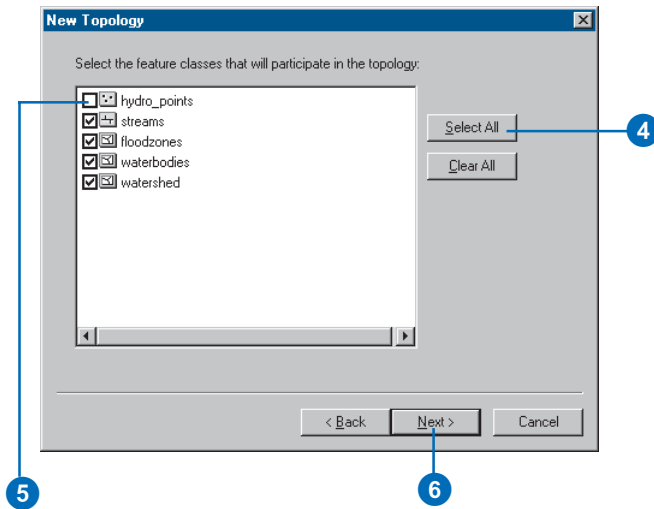 New Topology
Select the feature classes that will participate in the topology:
hydro_points
streams
floodzones
waterbodies
watershed
Select All
Clear All
4
< Back
Next >
Cancel
5
6